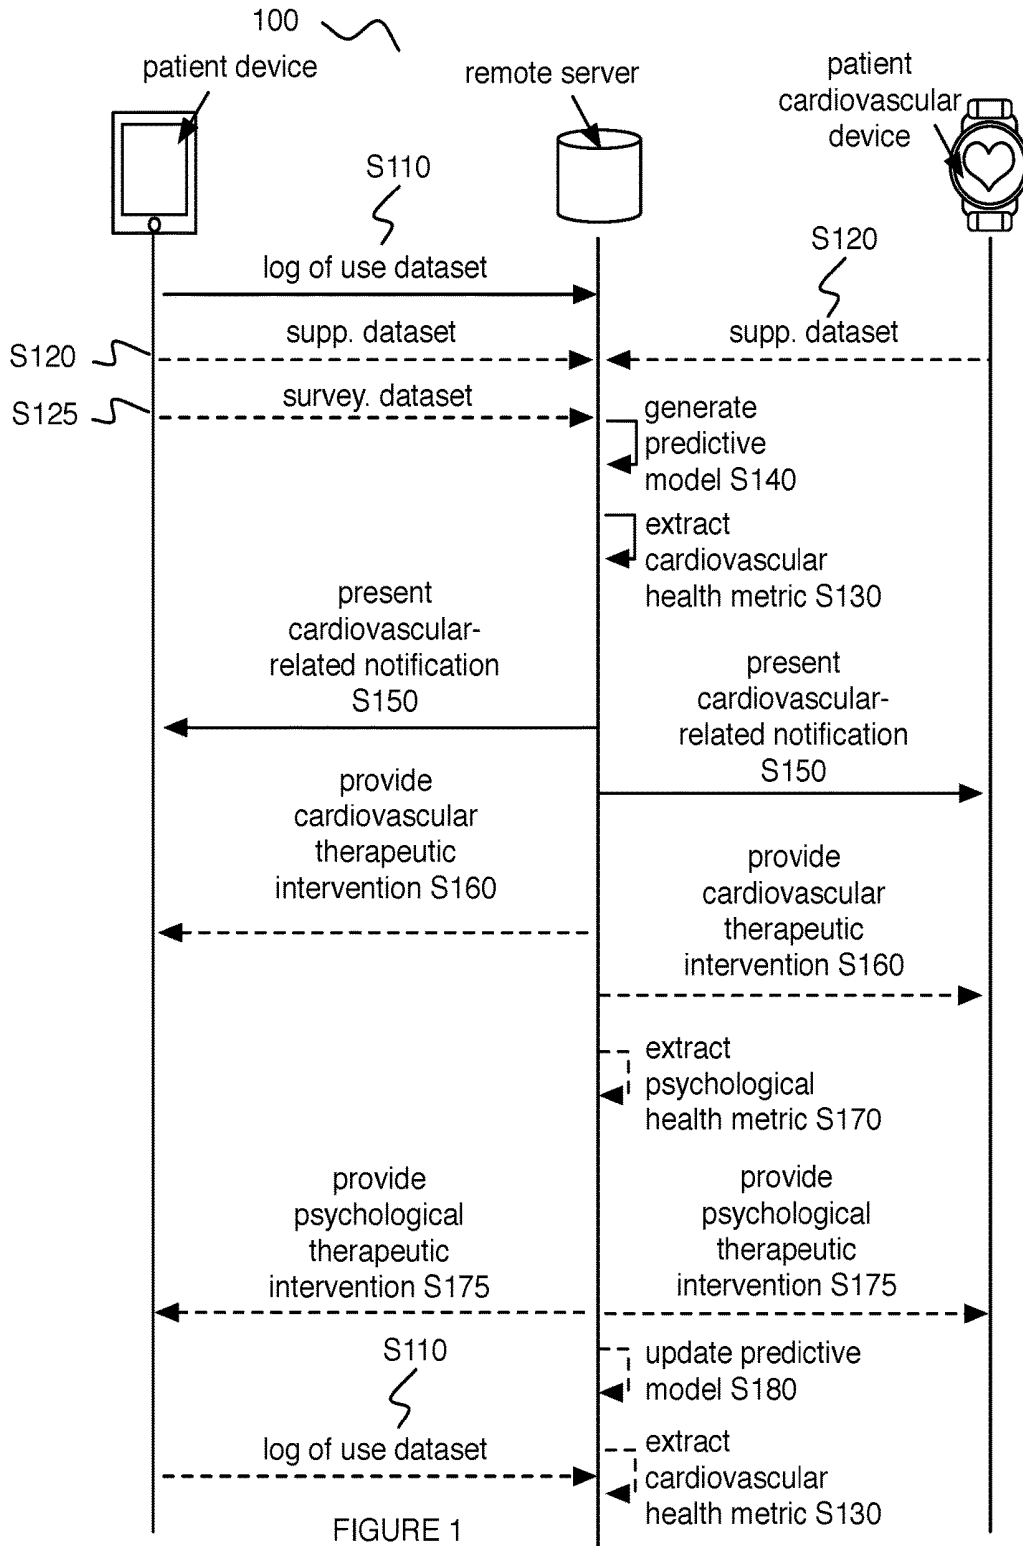 100
patient device
remote server
patient
cardiovascular
device
S110
log of use dataset
S120
S120
supp. dataset
supp. dataset
S125
survey. dataset
generate
predictive
model S140
extract
cardiovascular
health metric S130
present
cardiovascular-
related notification
S150
present
cardiovascular-
related notification
S150
provide
cardiovascular
therapeutic
intervention S160
provide
cardiovascular
therapeutic
intervention S160
extract
psychological
health metric S170
provide
psychological
therapeutic
intervention S175
provide
psychological
therapeutic
intervention S175
S110
update predictive
model S180
log of use dataset
extract
cardiovascular
health metric S130
FIGURE 1